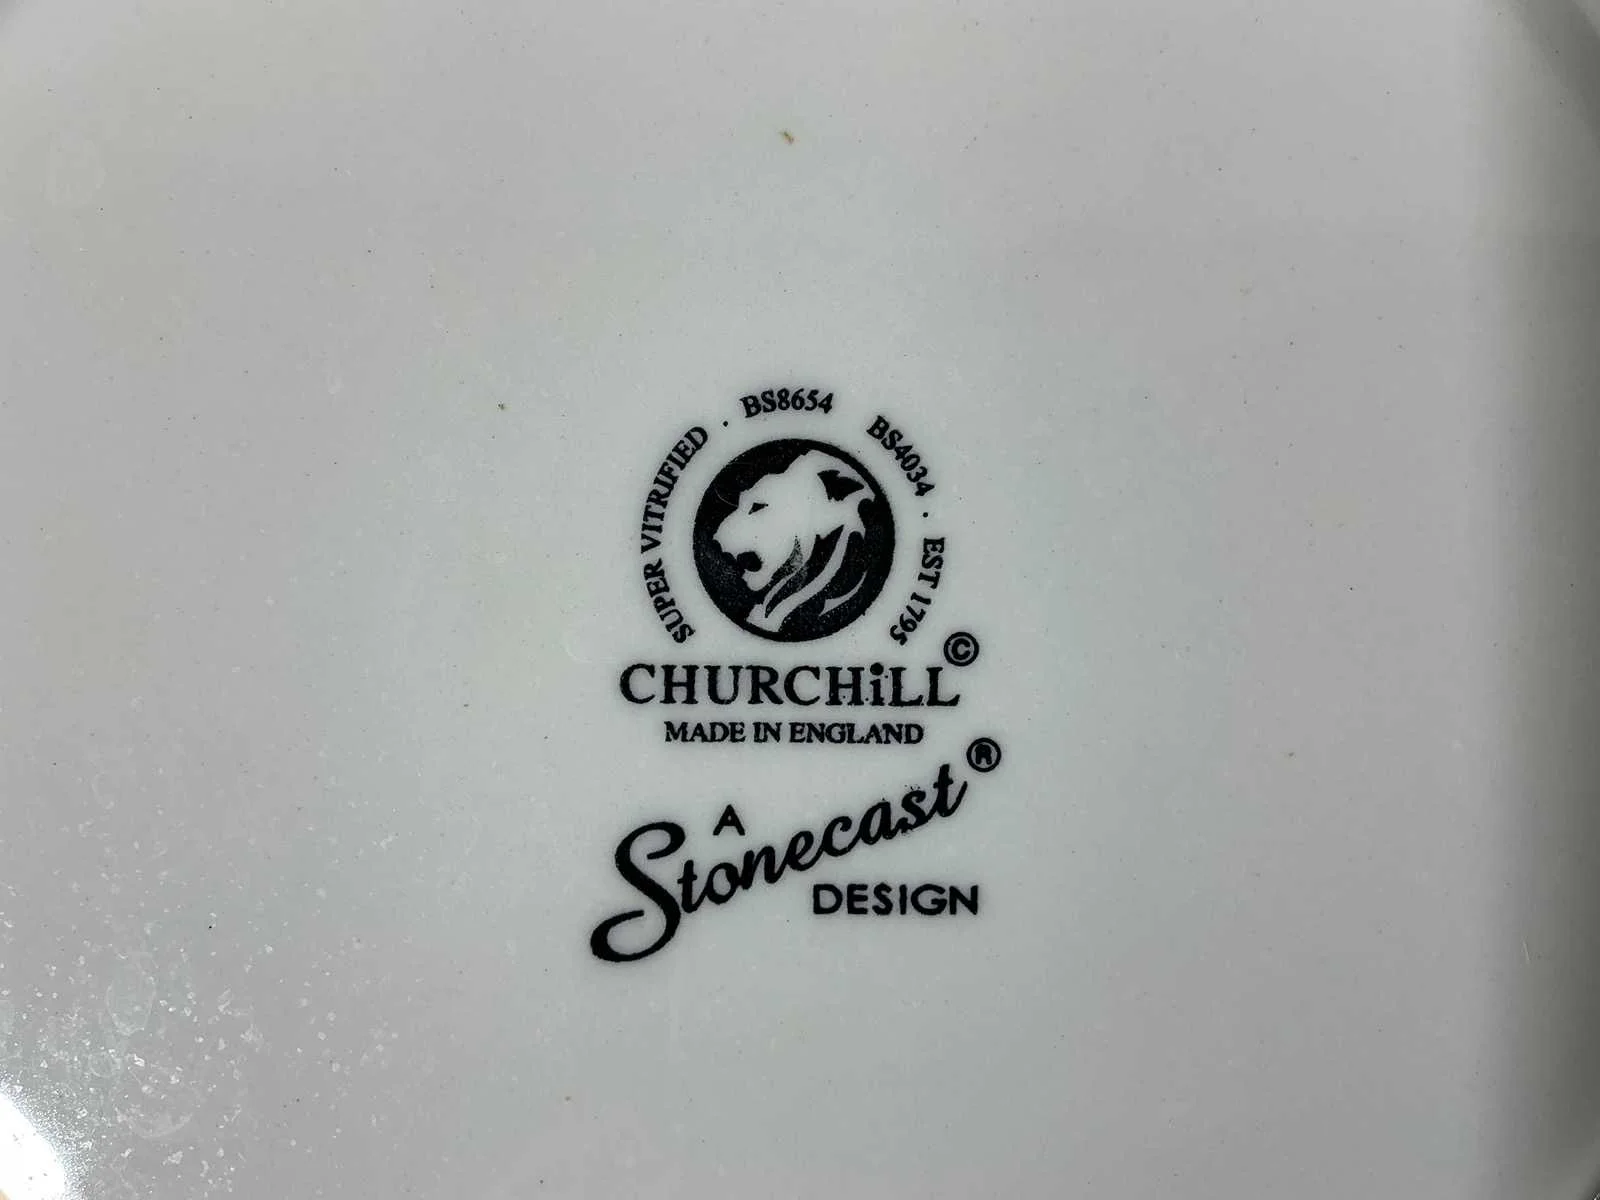 SUPER VITRIFIED . BS8654 BS4034 . EST 1795
CHURCHiLL©
MADE IN ENGLAND
A
Stonecast®
DESIGN